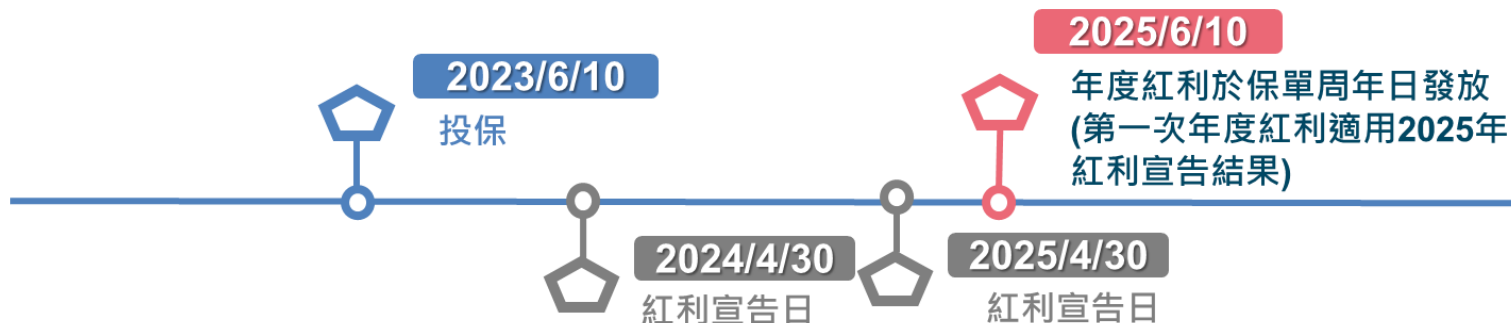 2025/6/10
年度紅利於保單周年日發放
(第一次年度紅利適用2025年
紅利宣告結果)
2023/6/10
投保
2024/4/30
紅利宣告日
2025/4/30
紅利宣告日